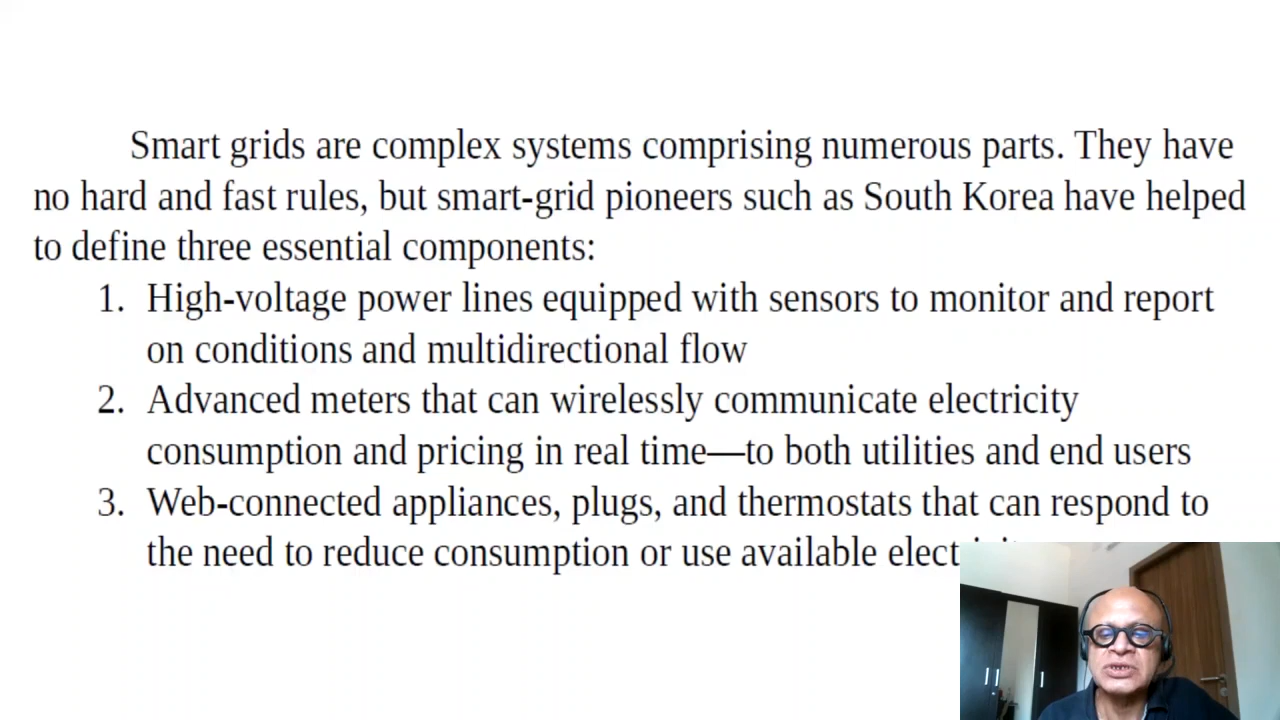 Smart grids are complex systems comprising numerous parts. They have
no hard and fast rules, but smart-grid pioneers such as South Korea have helped
to define three essential components:
1. High-voltage power lines equipped with sensors to monitor and report
on conditions and multidirectional flow
2. Advanced meters that can wirelessly communicate electricity
consumption and pricing in real time—to both utilities and end users
3. Web-connected appliances, plugs, and thermostats that can respond to
the need to reduce consumption or use available